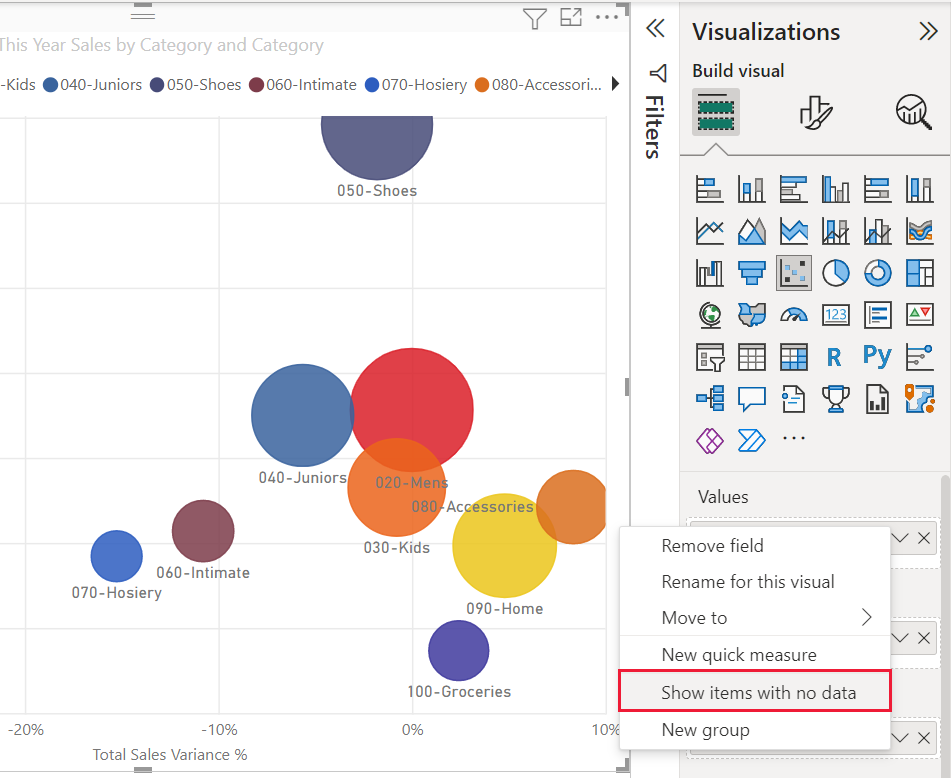 This Year Sales by Category and Category
-Kids 040-Juniors 050-Shoes 060-Intimate 070-Hosiery 080-Accessori...
050-Shoes
040-Juniors
020-Mens
080-Accessories
030-Kids
060-Intimate
070-Hosiery
090-Home
100-Groceries
-20% -10% 0% 10%
Total Sales Variance %
Filters
Visualizations
Build visual
123
R Py
Values
Remove field
Rename for this visual
Move to
New quick measure
Show items with no data
New group